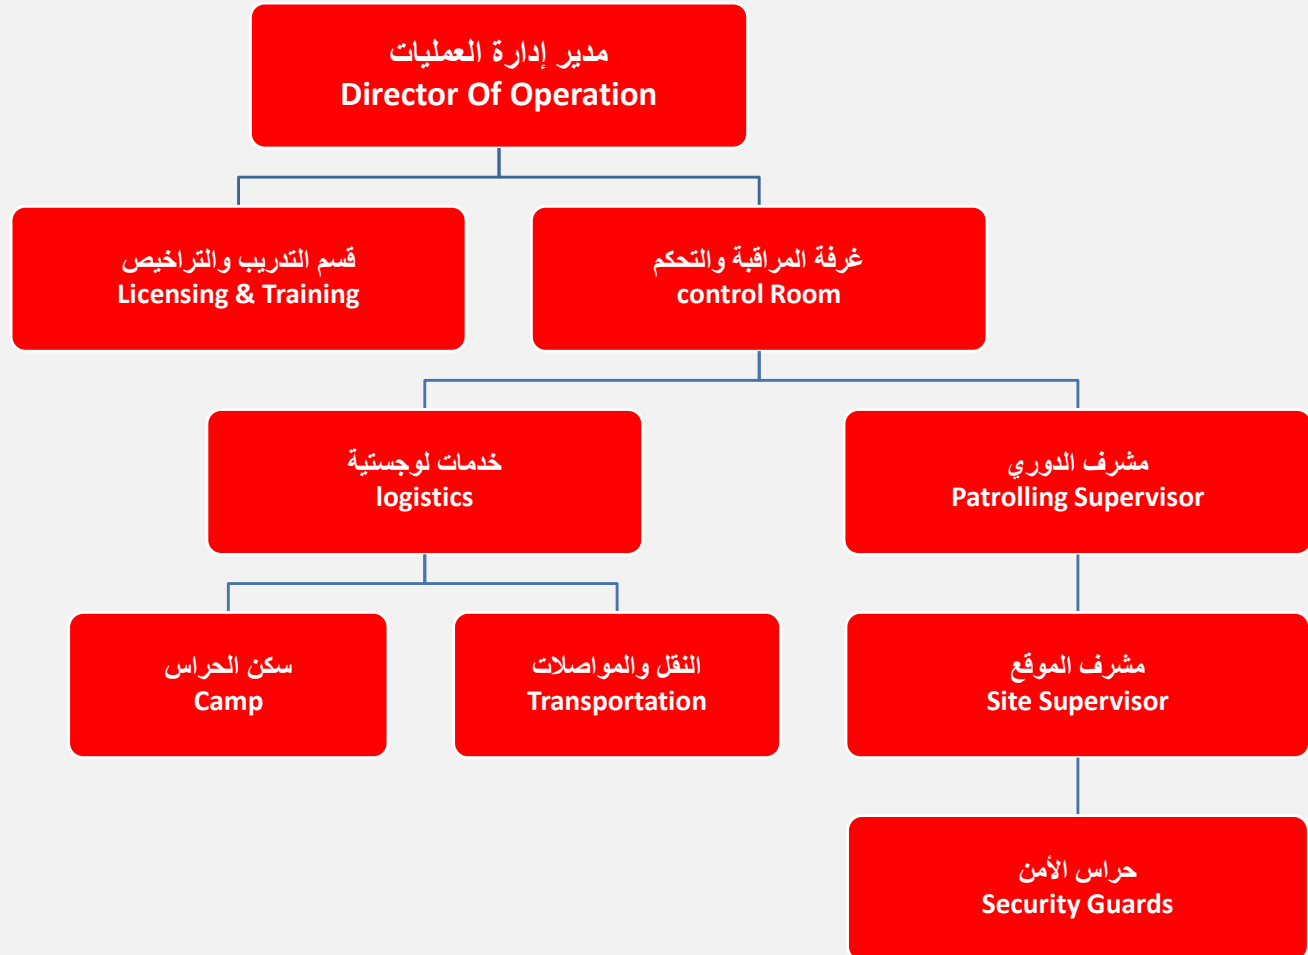 مدير إدارة العمليات
Director Of Operation
قسم التدريب والتراخيص
Licensing & Training
غرفة المراقبة والتحكم
control Room
خدمات لوجستية
logistics
مشرف الدوري
Patrolling Supervisor
سكن الحراس
Camp
النقل والمواصلات
Transportation
مشرف الموقع
Site Supervisor
حراس الأمن
Security Guards